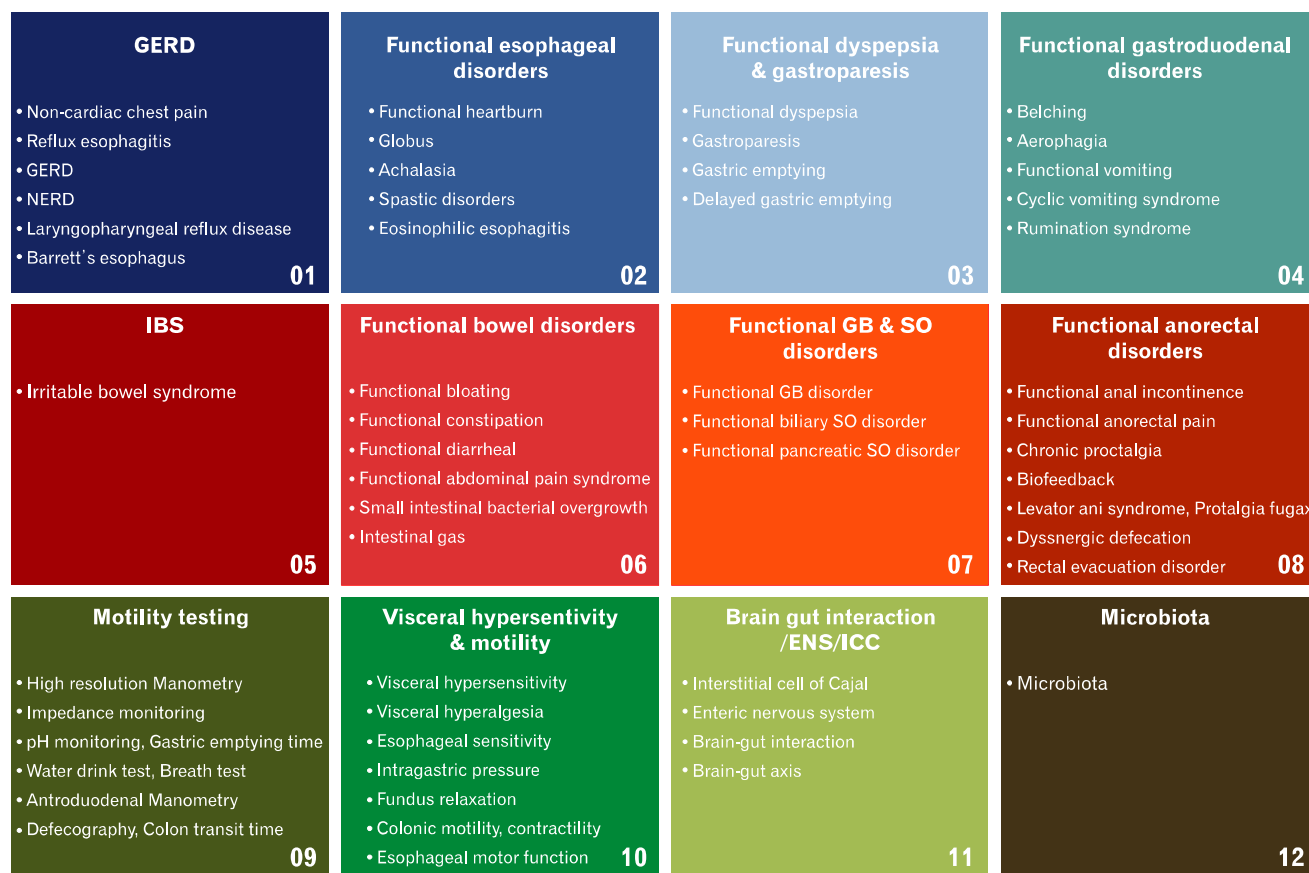 GERD
• Non-cardiac chest pain
• Reflux esophagitis
• GERD
• NERD
• Laryngopharyngeal reflux disease
• Barrett's esophagus
01
Functional esophageal
disorders
• Functional heartburn
• Globus
• Achalasia
• Spastic disorders
• Eosinophilic esophagitis
02
Functional dyspepsia
& gastroparesis
• Functional dyspepsia
• Gastroparesis
• Gastric emptying
• Delayed gastric emptying
03
Functional gastroduodenal
disorders
• Belching
• Aerophagia
• Functional vomiting
• Cyclic vomiting syndrome
• Rumination syndrome
04
IBS
• Irritable bowel syndrome
05
Functional bowel disorders
• Functional bloating
• Functional constipation
• Functional diarrheal
• Functional abdominal pain syndrome
• Small intestinal bacterial overgrowth
• Intestinal gas
06
Functional GB & SO
disorders
• Functional GB disorder
• Functional biliary SO disorder
• Functional pancreatic SO disorder
07
Functional anorectal
disorders
• Functional anal incontinence
• Functional anorectal pain
• Chronic proctalgia
• Biofeedback
• Levator ani syndrome, Protalgia fugax
• Dyssnergic defecation
• Rectal evacuation disorder
08
Motility testing
• High resolution Manometry
• Impedance monitoring
• pH monitoring, Gastric emptying time
• Water drink test, Breath test
• Antroduodenal Manometry
• Defecography, Colon transit time
09
Visceral hypersentivity
& motility
• Visceral hypersensitivity
• Visceral hyperalgesia
• Esophageal sensitivity
• Intragastric pressure
• Fundus relaxation
• Colonic motility, contractility
• Esophageal motor function
10
Brain gut interaction
/ENS/ICC
• Interstitial cell of Cajal
• Enteric nervous system
• Brain-gut interaction
• Brain-gut axis
11
Microbiota
• Microbiota
12